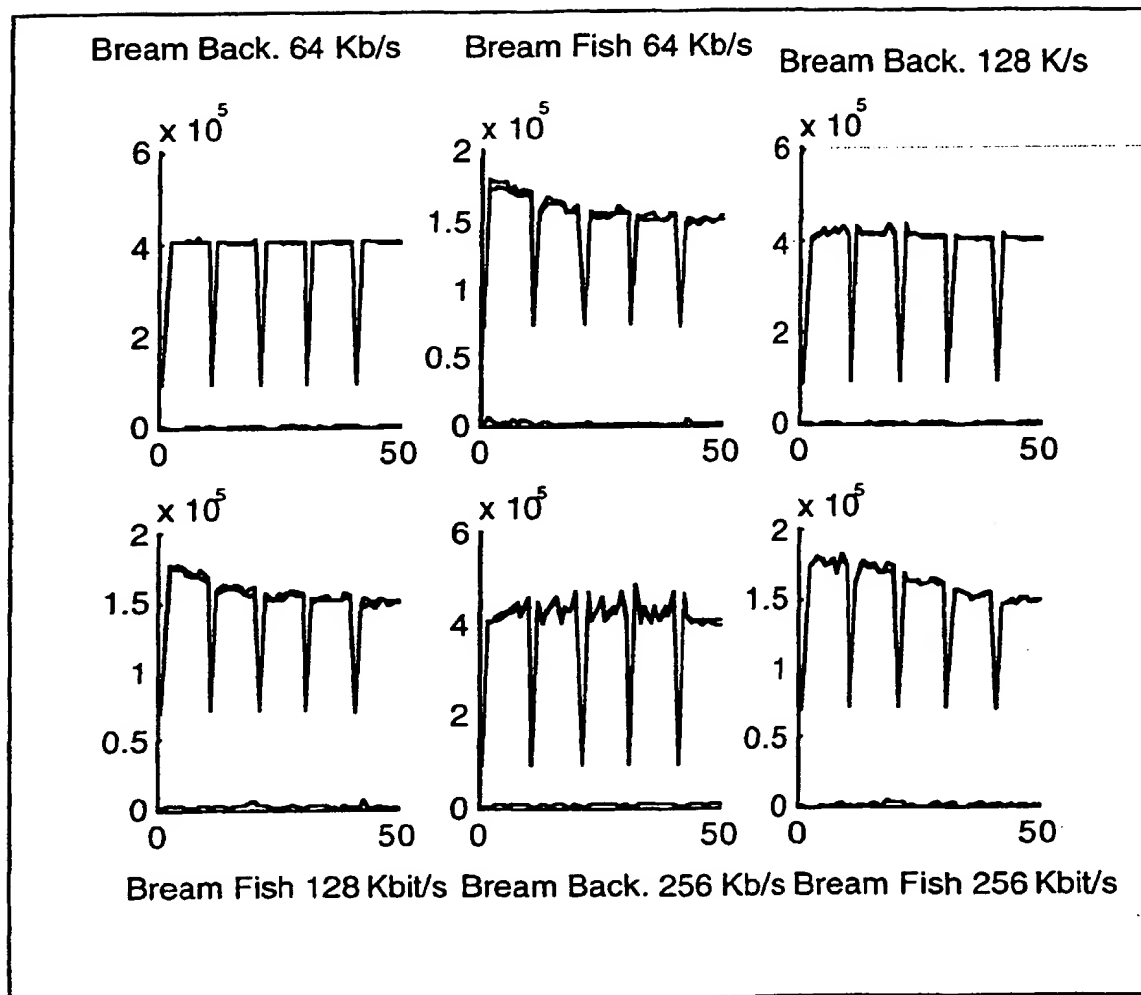 Bream Back. 64 Kb/s
Bream Fish 64 Kb/s
Bream Back. 128 K/s
x 10^5
6
4
2
0
0 50
x 10^5
2
1.5
1
0.5
0
0 50
x 10^5
6
4
2
0
0 50
x 10^5
2
1.5
1
0.5
0
0 50
x 10^5
6
4
2
0
0 50
x 10^5
2
1.5
1
0.5
0
0 50
Bream Fish 128 Kbit/s
Bream Back. 256 Kb/s
Bream Fish 256 Kbit/s